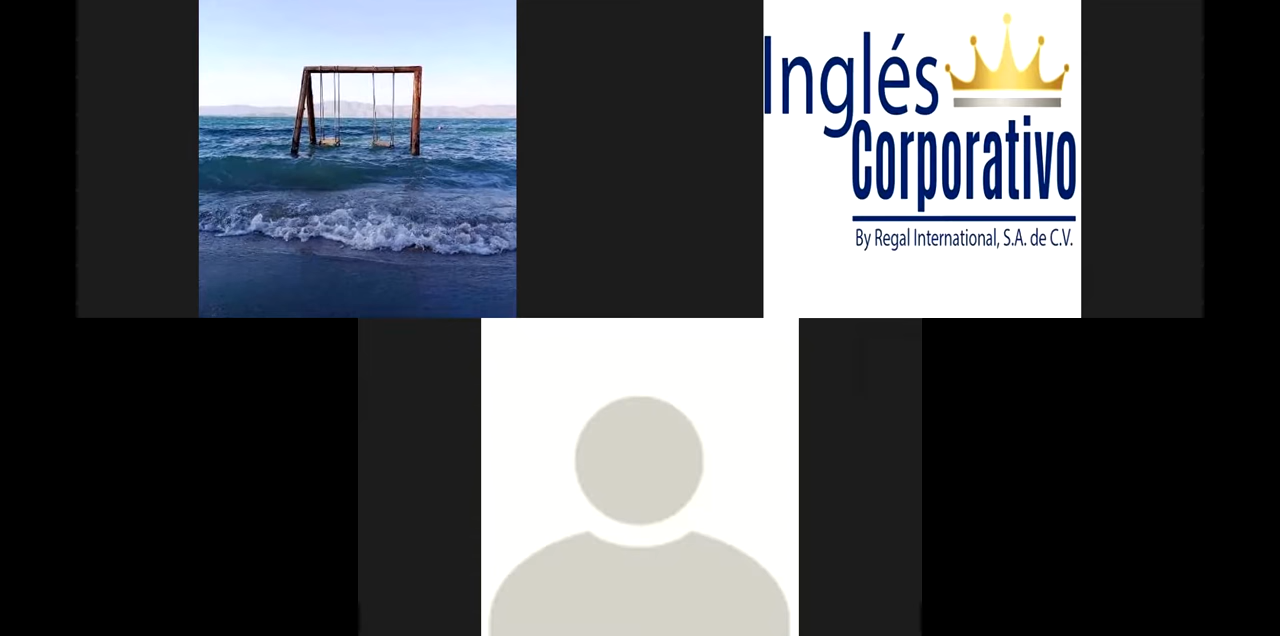 Inglés
Corporativo
By Regal International, S.A. de C.V.